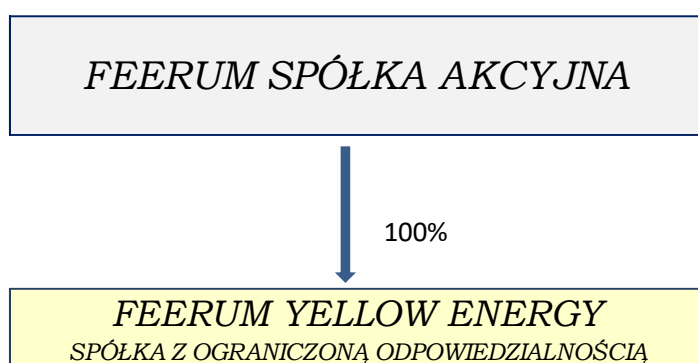 FEERUM SPÓŁKA AKCYJNA
100%
FEERUM YELLOW ENERGY
SPÓŁKA Z OGRANICZONĄ ODPOWIEDZIALNOŚCIĄ